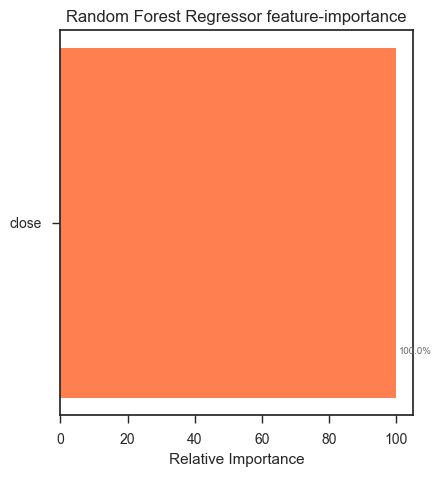 Random Forest Regressor feature-importance
close
100.0%
0 20 40 60 80 100
Relative Importance